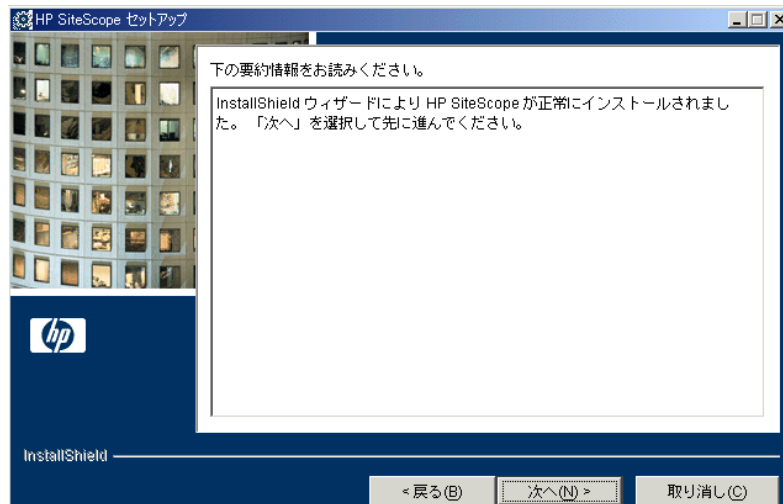 HP SiteScope セットアップ
下の要約情報をお読みください。
InstallShield ウィザードにより HP SiteScope が正常にインストールされまし
た。 「次へ」を選択して先に進んでください。
hp
InstallShield
< 戻る(B)
次へ(N) >
取り消し(C)